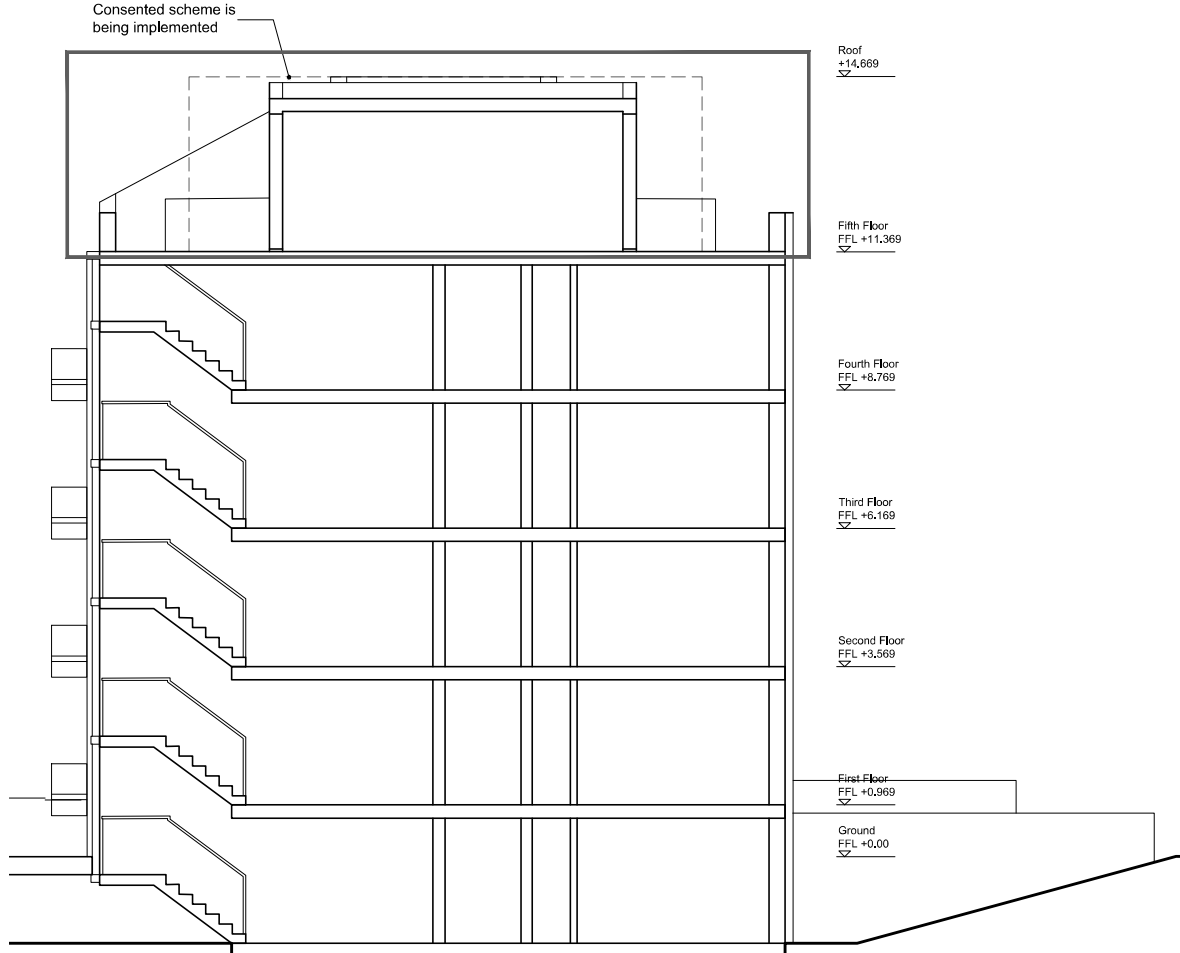 Consented scheme is
being implemented
Roof
+14.669
Fifth Floor
FFL +11.369
Fourth Floor
FFL +8.769
Third Floor
FFL +6.169
Second Floor
FFL +3.569
First Floor
FFL +0.969
Ground
FFL +0.00